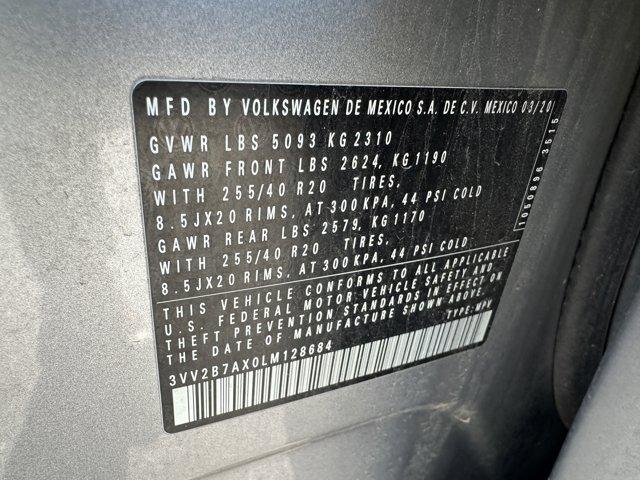 MFD BY VOLKSWAGEN DE MEXICO S.A. DE C.V. MEXICO 03/20
GVWR LBS 5093 KG 2310
GAWR FRONT LBS 2624, KG 1190
WITH 255/40 R20 TIRES,
8.5JX20 RIMS, AT 300 KPA, 44 PSI COLD
GAWR REAR LBS 2579, KG 1170
WITH 255/40 R20 TIRES,
8.5JX20 RIMS, AT 300 KPA, 44 PSI COLD
THIS VEHICLE CONFORMS TO ALL APPLICABLE
U.S. FEDERAL MOTOR VEHICLE SAFETY AND
THEFT PREVENTION STANDARDS IN EFFECT ON
THE DATE OF MANUFACTURE SHOWN ABOVE.
3VV2B7AX0LM128684
TYPE:
1050896 3515